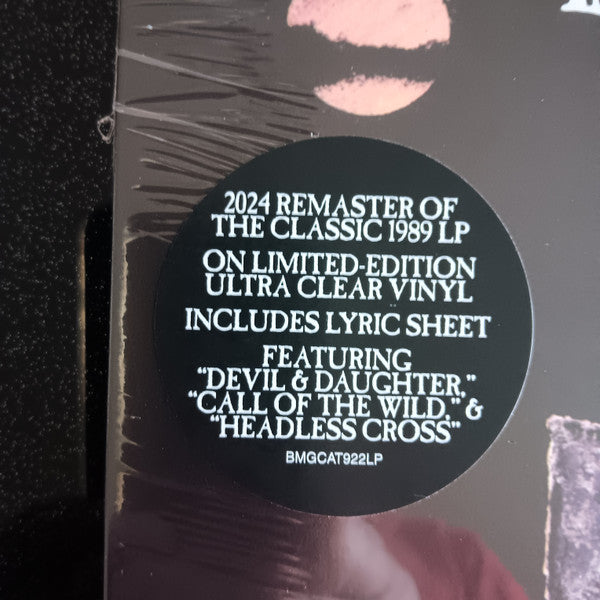 2024 REMASTER OF
THE CLASSIC 1989 LP
ON LIMITED-EDITION
ULTRA CLEAR VINYL
INCLUDES LYRIC SHEET
FEATURING
“DEVIL & DAUGHTER,”
“CALL OF THE WILD,” &
“HEADLESS CROSS”
BMGCAT922LP